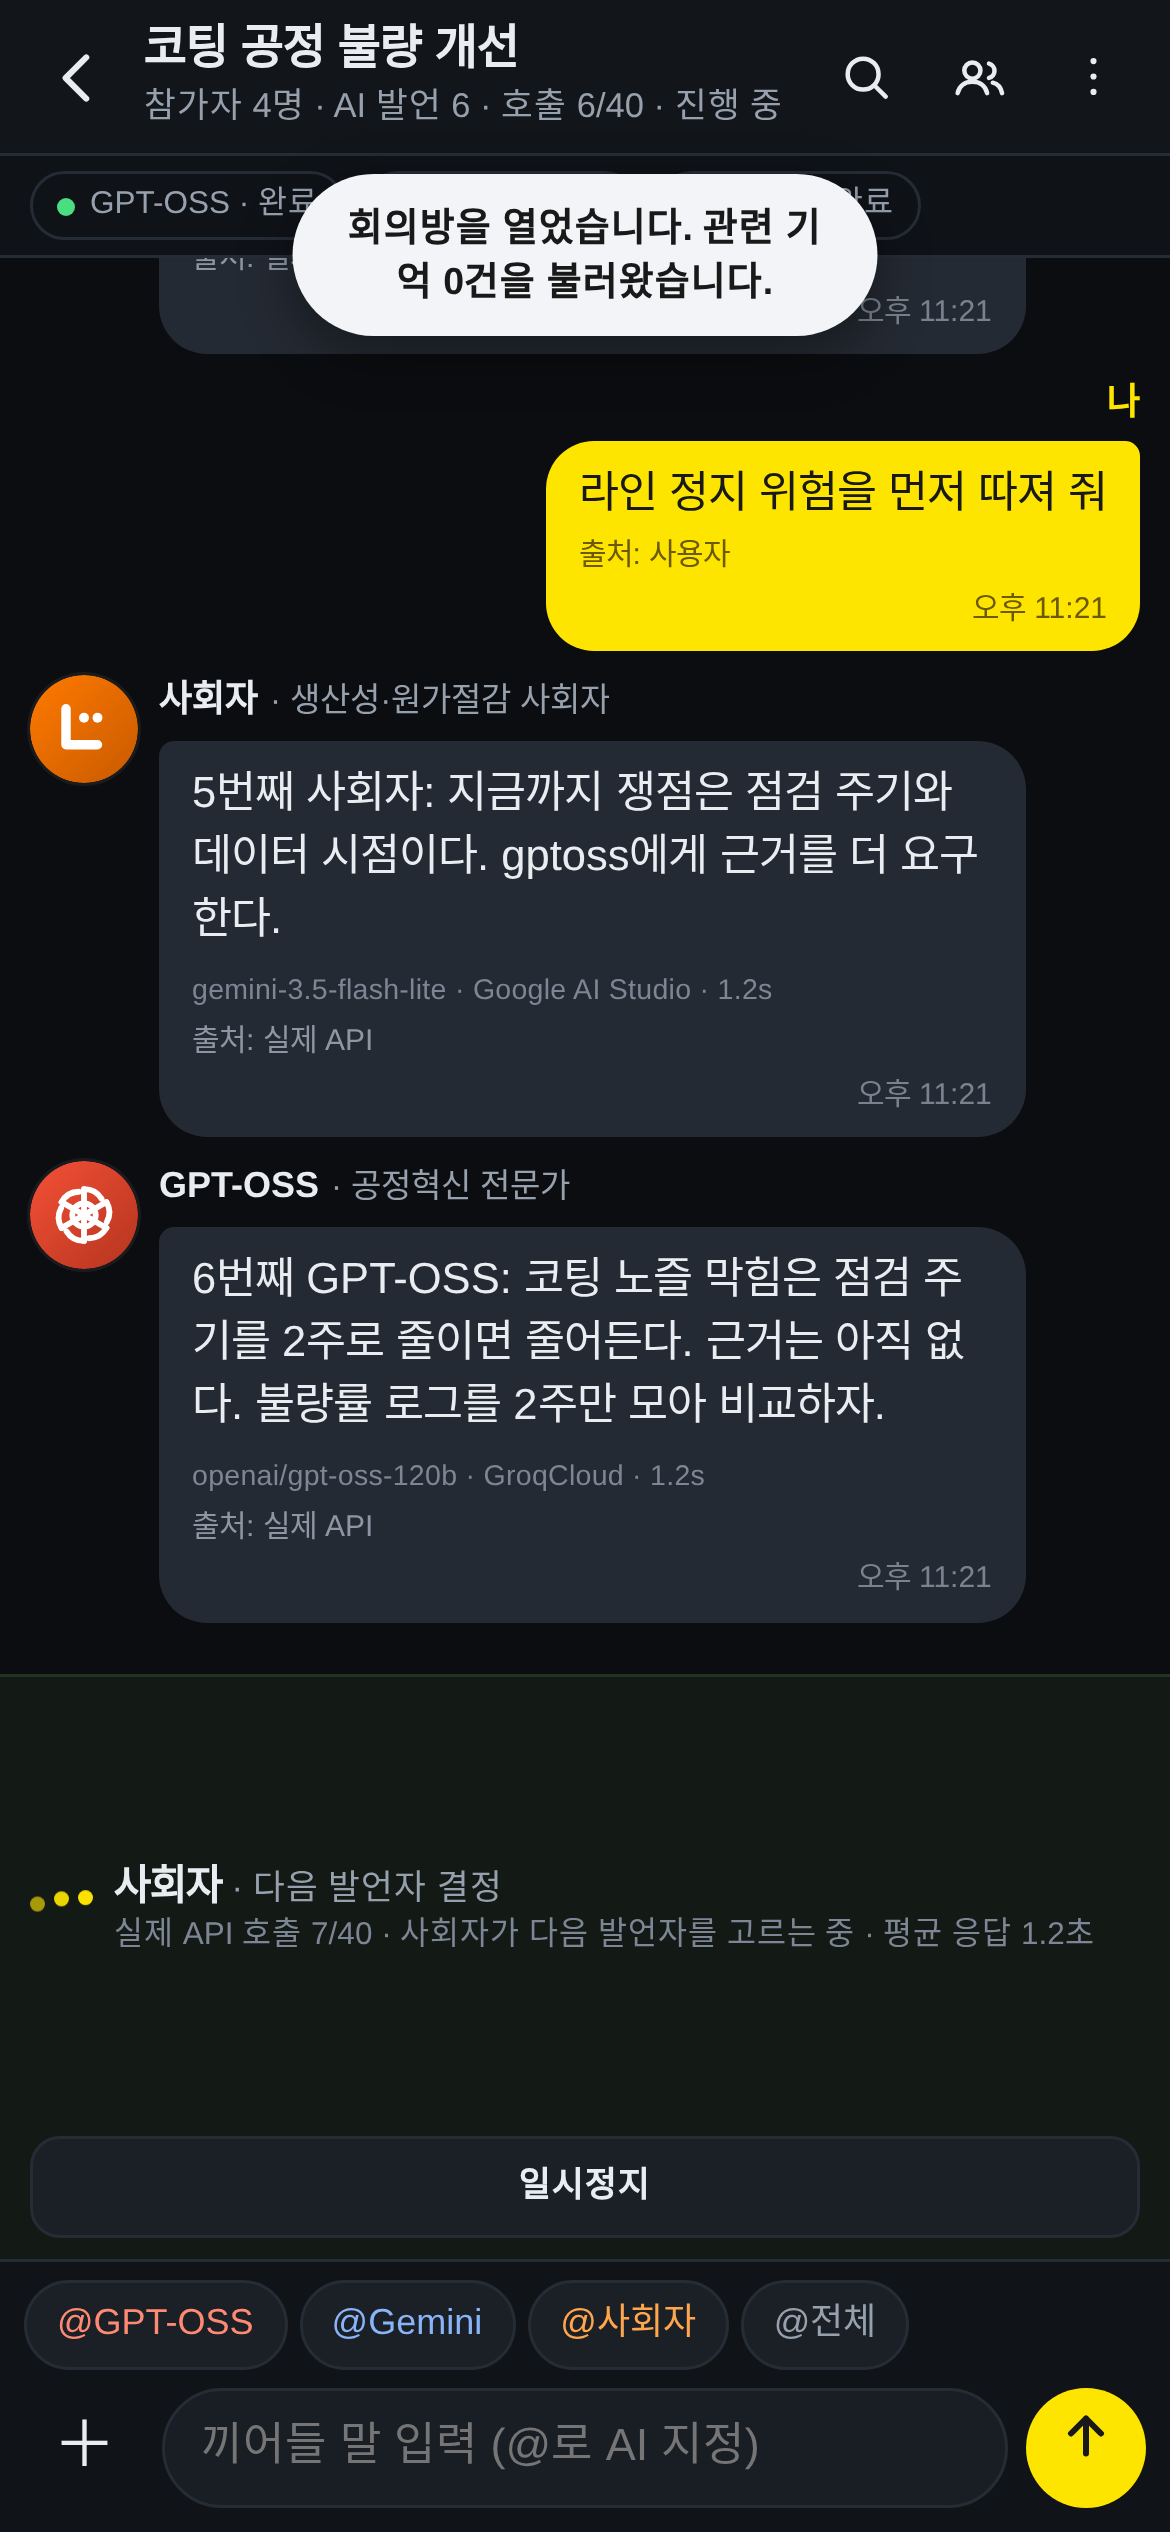 코팅 공정 불량 개선
참가자 4명 · AI 발언 6 · 호출 6/40 · 진행 중
GPT-OSS · 완료
회의방을 열었습니다. 관련 기
억 0건을 불러왔습니다.
오후 11:21
나
라인 정지 위험을 먼저 따져 줘
출처: 사용자
오후 11:21
사회자 · 생산성·원가절감 사회자
5번째 사회자: 지금까지 쟁점은 점검 주기와
데이터 시점이다. gptoss에게 근거를 더 요구
한다.
gemini-3.5-flash-lite · Google AI Studio · 1.2s
출처: 실제 API
오후 11:21
GPT-OSS · 공정혁신 전문가
6번째 GPT-OSS: 코팅 노즐 막힘은 점검 주
기를 2주로 줄이면 줄어든다. 근거는 아직 없
다. 불량률 로그를 2주만 모아 비교하자.
openai/gpt-oss-120b · GroqCloud · 1.2s
출처: 실제 API
오후 11:21
사회자 · 다음 발언자 결정
실제 API 호출 7/40 · 사회자가 다음 발언자를 고르는 중 · 평균 응답 1.2초
일시정지
@GPT-OSS @Gemini @사회자 @전체
끼어들 말 입력 (@로 AI 지정)